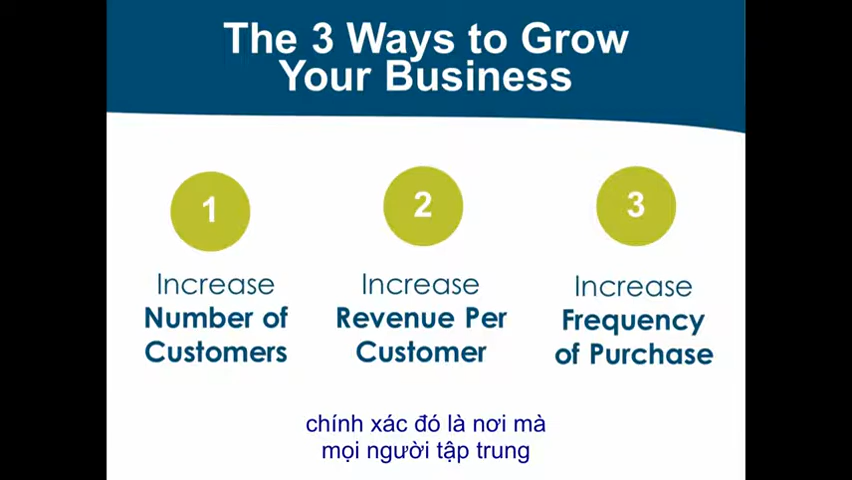 The 3 Ways to Grow
Your Business
1
2
3
Increase
Number of
Customers
Increase
Revenue Per
Customer
Increase
Frequency
of Purchase
chính xác đó là nơi mà
mọi người tập trung